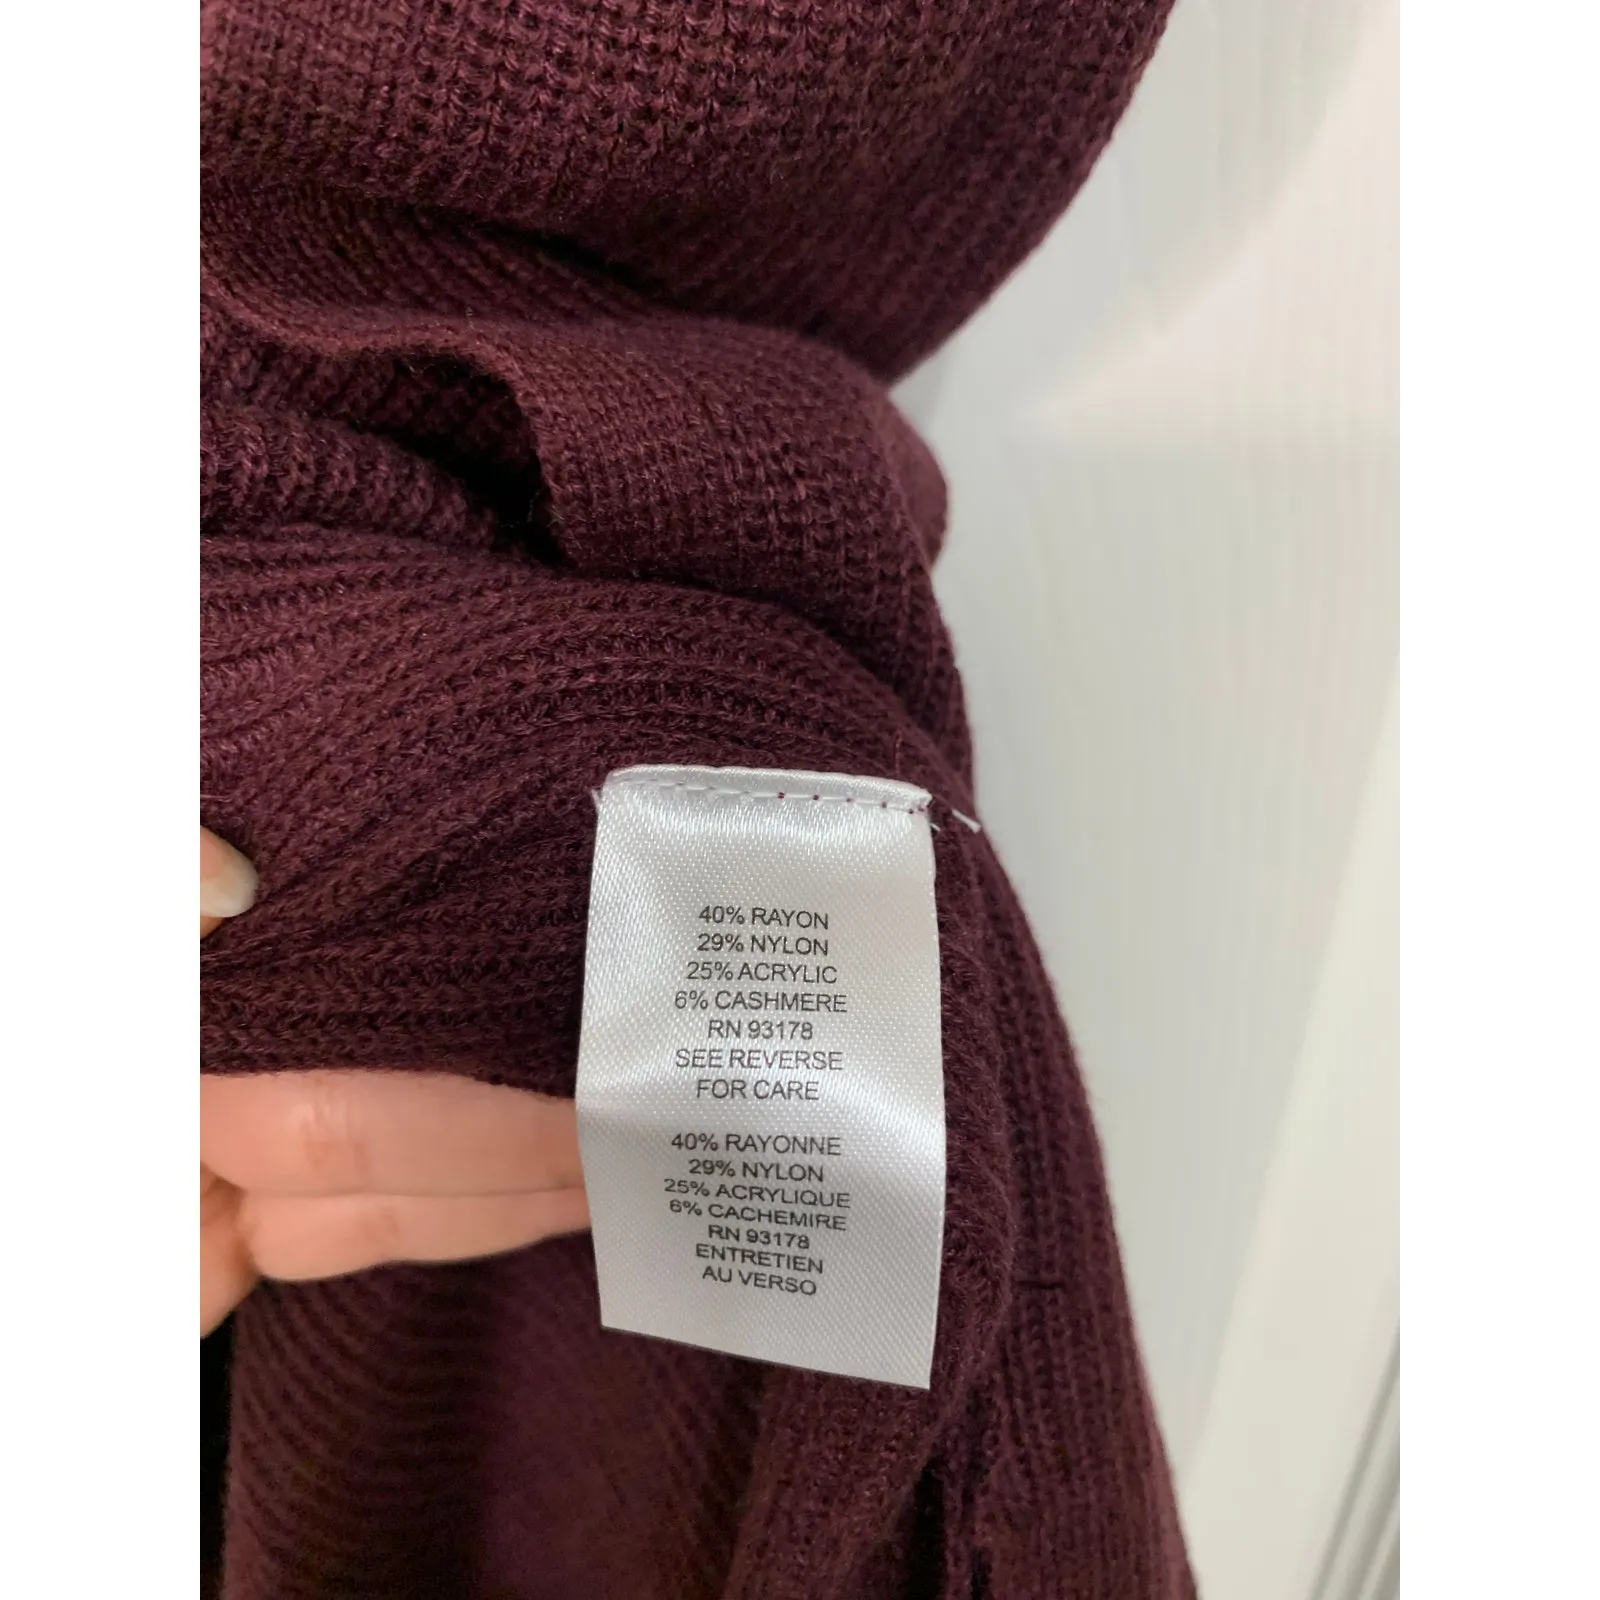 40% RAYON
29% NYLON
25% ACRYLIC
6% CASHMERE
RN 93178
SEE REVERSE
FOR CARE
40% RAYONNE
29% NYLON
25% ACRYLIQUE
6% CACHEMIRE
RN 93178
ENTRETIEN
AU VERSO